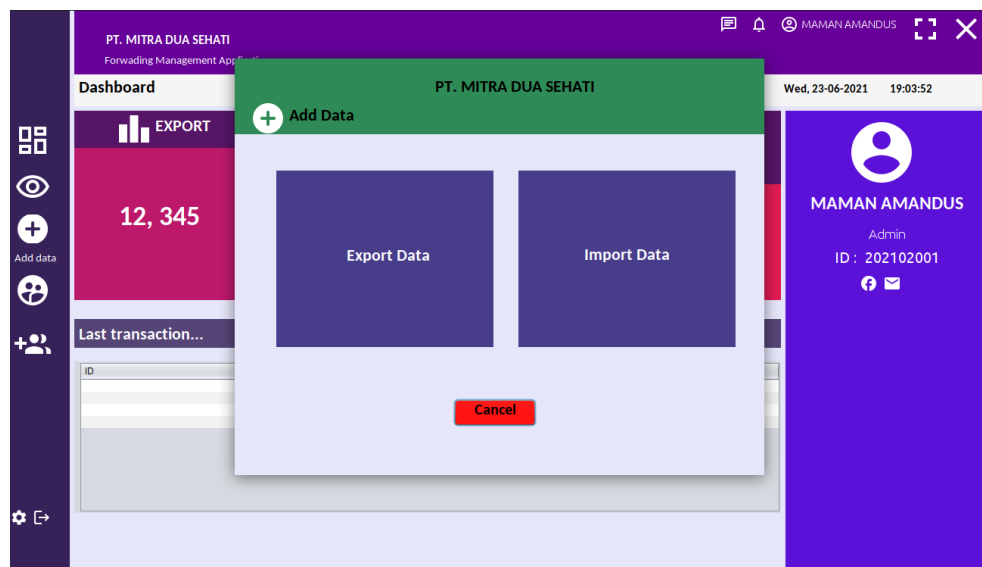 MAMAN AMANDUS
PT. MITRA DUA SEHATI
Forwading Management
Dashboard
Wed, 23-06-2021 19:03:52
PT. MITRA DUA SEHATI
Add Data
EXPORT
12, 345
Export Data
Import Data
Cancel
Add data
Last transaction...
ID
MAMAN AMANDUS
Admin
ID : 202102001